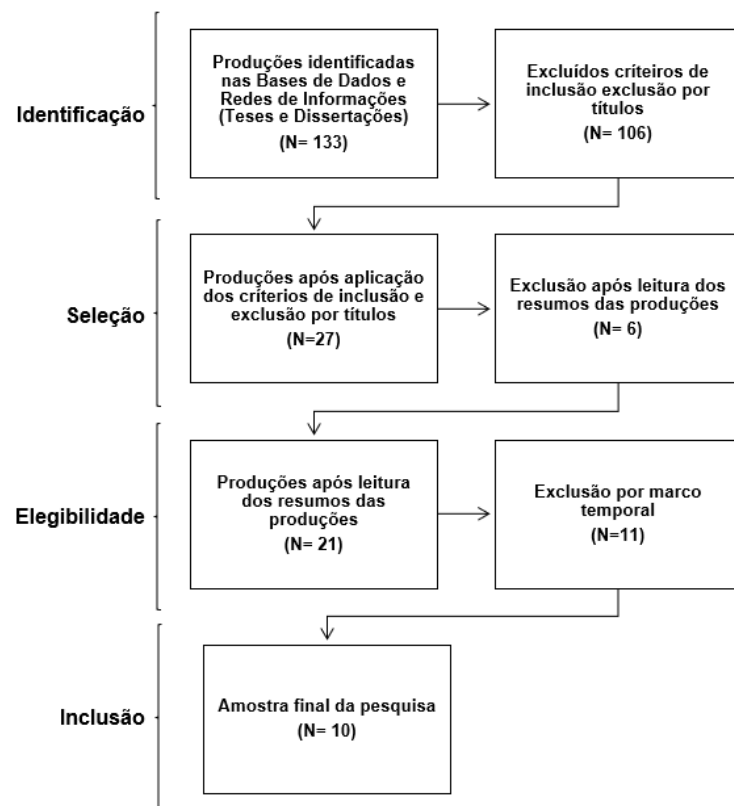 Identificação
Produções identificadas
nas Bases de Dados e
Redes de Informações
(Teses e Dissertações)
(N= 133)
Excluídos critérios de
inclusão exclusão por
títulos
(N= 106)
Seleção
Produções após aplicação
dos críterios de inclusão e
exclusão por títulos
(N=27)
Exclusão após leitura dos
resumos das produções
(N= 6)
Elegibilidade
Produções após leitura
dos resumos das
produções
(N= 21)
Exclusão por marco
temporal
(N=11)
Inclusão
Amostra final da pesquisa
(N= 10)